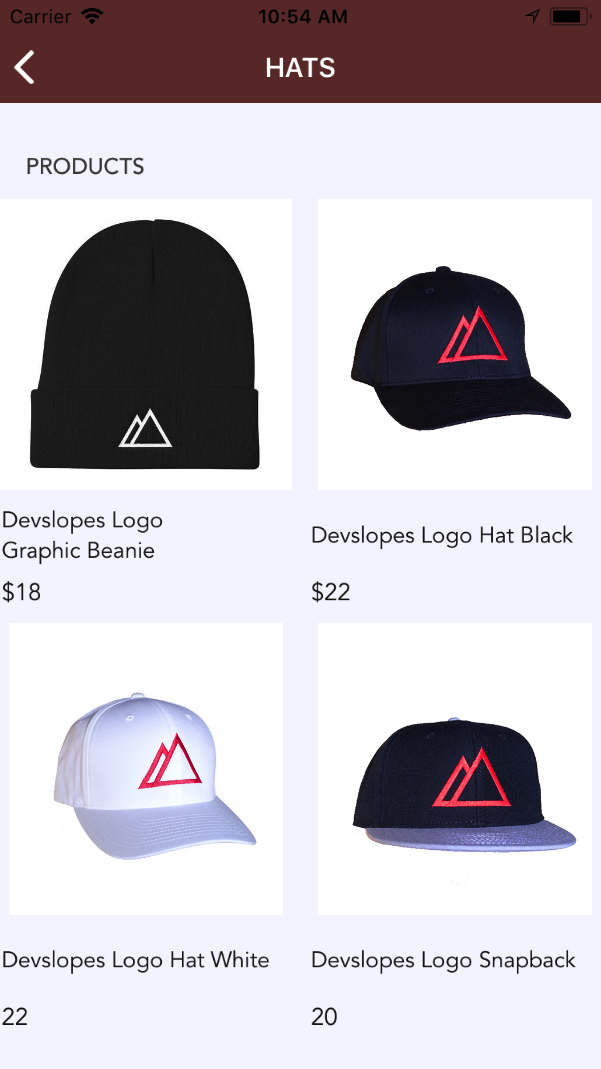 Carrier 10:54 AM
HATS
PRODUCTS
Devslopes Logo
Graphic Beanie
$18
Devslopes Logo Hat Black
$22
Devslopes Logo Hat White
22
Devslopes Logo Snapback
20